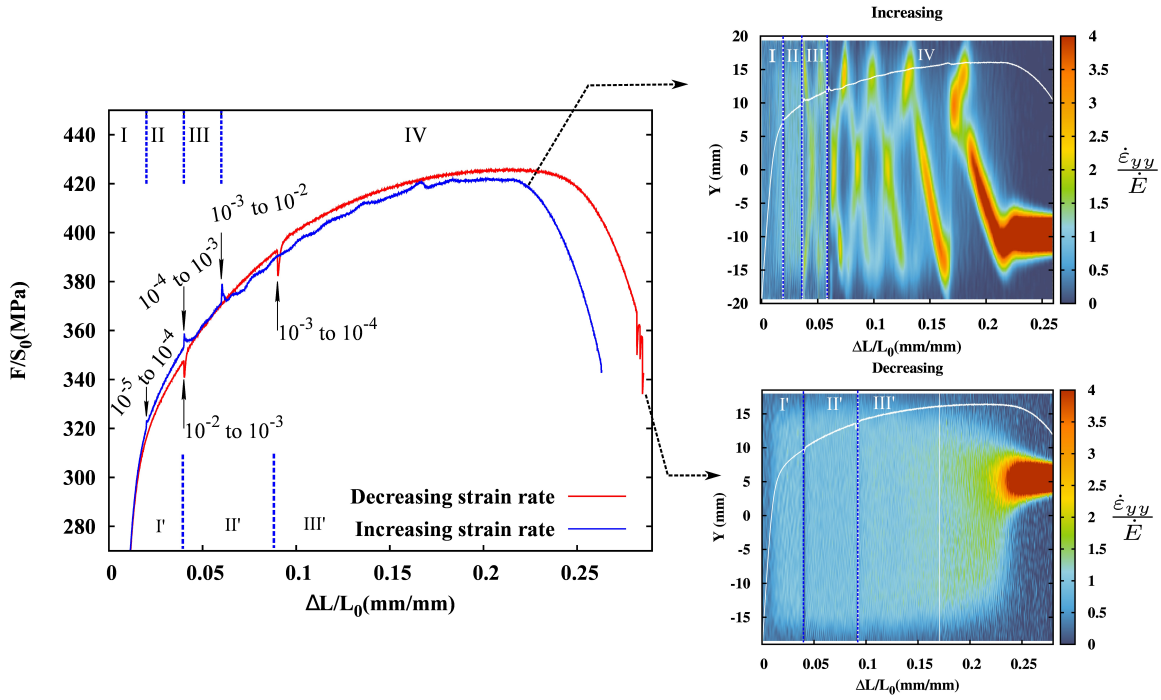 440
420
400
380
360
340
320
300
280
F/S0(MPa)
I II III IV
10-3 to 10-2
10-4 to 10-3
10-5 to 10-4
10-3 to 10-4
10-2 to 10-3
Decreasing strain rate
Increasing strain rate
I' II' III'
0 0.05 0.1 0.15 0.2 0.25
ΔL/L0(mm/mm)
Increasing
20
15
10
5
0
-5
-10
-15
-20
Y (mm)
I II III IV
0 0.05 0.1 0.15 0.2 0.25
ΔL/L0(mm/mm)
4
3.5
3
2.5
2
1.5
1
0.5
0
ε̇yy
Ė
Decreasing
15
10
5
0
-5
-10
-15
Y (mm)
I' II' III'
0 0.05 0.1 0.15 0.2 0.25
ΔL/L0(mm/mm)
4
3.5
3
2.5
2
1.5
1
0.5
0
ε̇yy
Ė